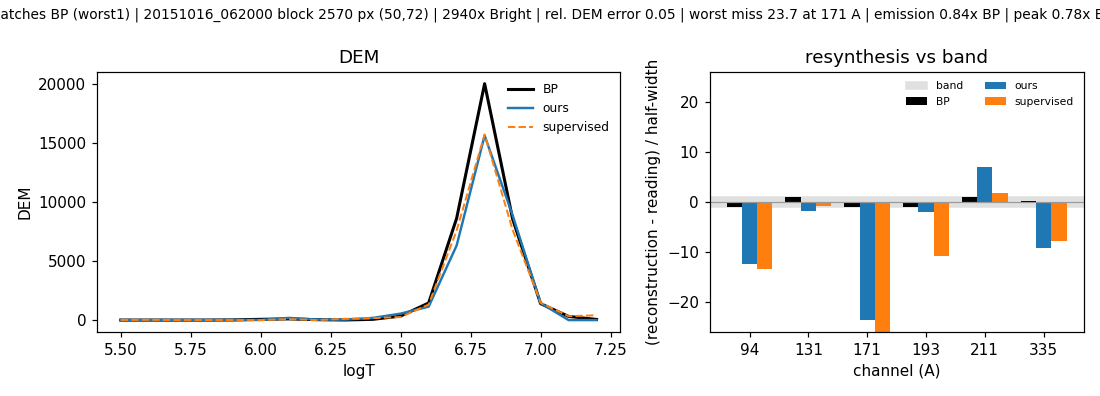 atches BP (worst1) | 20151016_062000 block 2570 px (50,72) | 2940x Bright | rel. DEM error 0.05 | worst miss 23.7 at 171 A | emission 0.84x BP | peak 0.78x
DEM
20000
15000
10000
5000
0
DEM
BP
ours
supervised
5.50 5.75 6.00 6.25 6.50 6.75 7.00 7.25
logT
resynthesis vs band
(reconstruction - reading) / half-width
20
10
0
−10
−20
band
BP
ours
supervised
94 131 171 193 211 335
channel (A)